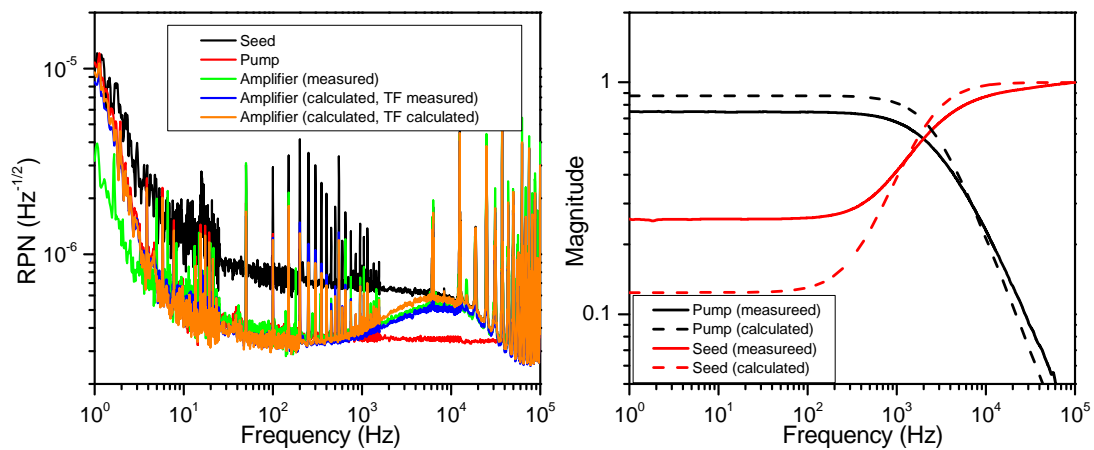 Seed
Pump
Amplifier (measured)
Amplifier (calculated, TF measured)
Amplifier (calculated, TF calculated)
10^-5
10^-6
RPN (Hz^-1/2)
10^0 10^1 10^2 10^3 10^4 10^5
Frequency (Hz)
1
0.1
Magnitude
Pump (measureed)
Pump (calculated)
Seed (measureed)
Seed (calculated)
10^0 10^1 10^2 10^3 10^4 10^5
Frequency (Hz)